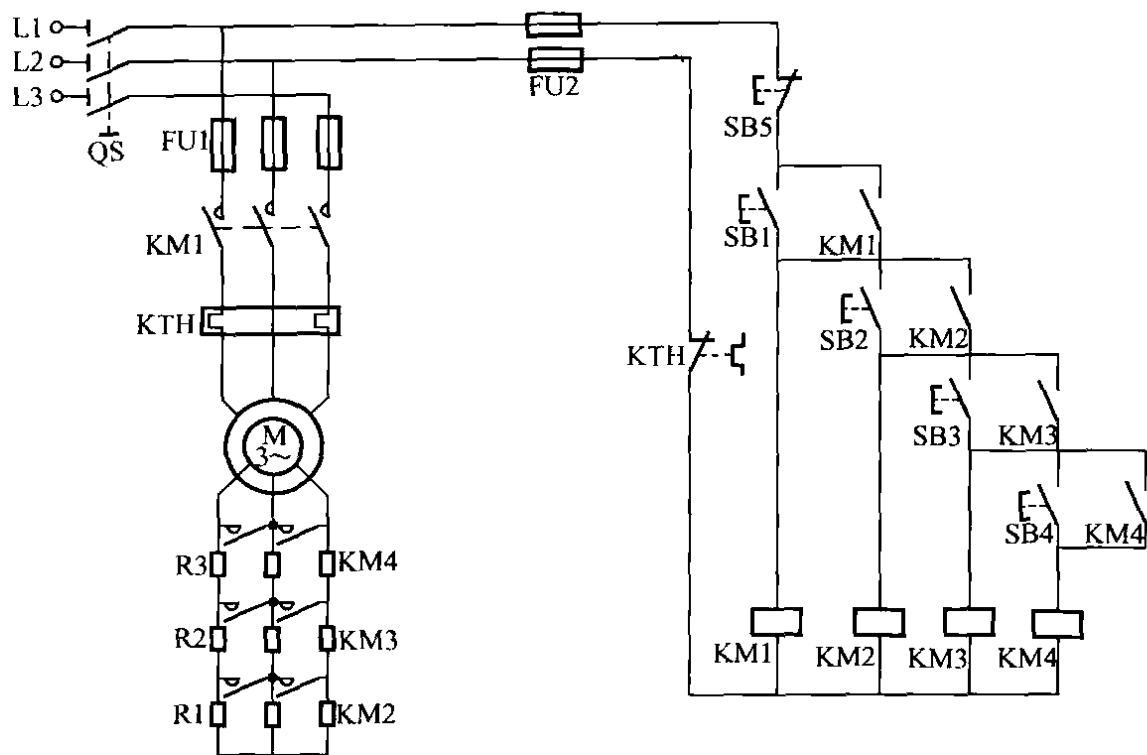 L1
L2
L3
QS
FU1
FU2
KM1
KTH
M
3～
R3
KM4
R2
KM3
R1
KM2
SB5
SB1
KM1
SB2
KM2
KTH
SB3
KM3
SB4
KM4
KM1
KM2
KM3
KM4